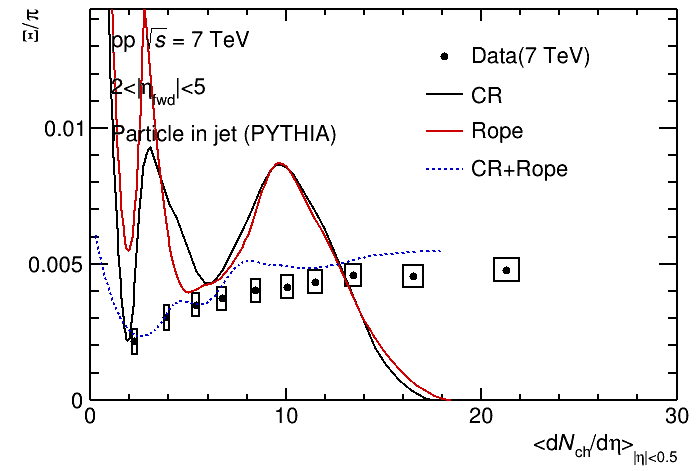 Ξ/π
pp √s = 7 TeV
2<|η_fwd|<5
Particle in jet (PYTHIA)
Data(7 TeV)
CR
Rope
CR+Rope
0.01
0.005
0
0 10 20 30
<dN_ch/dη>_|η|<0.5